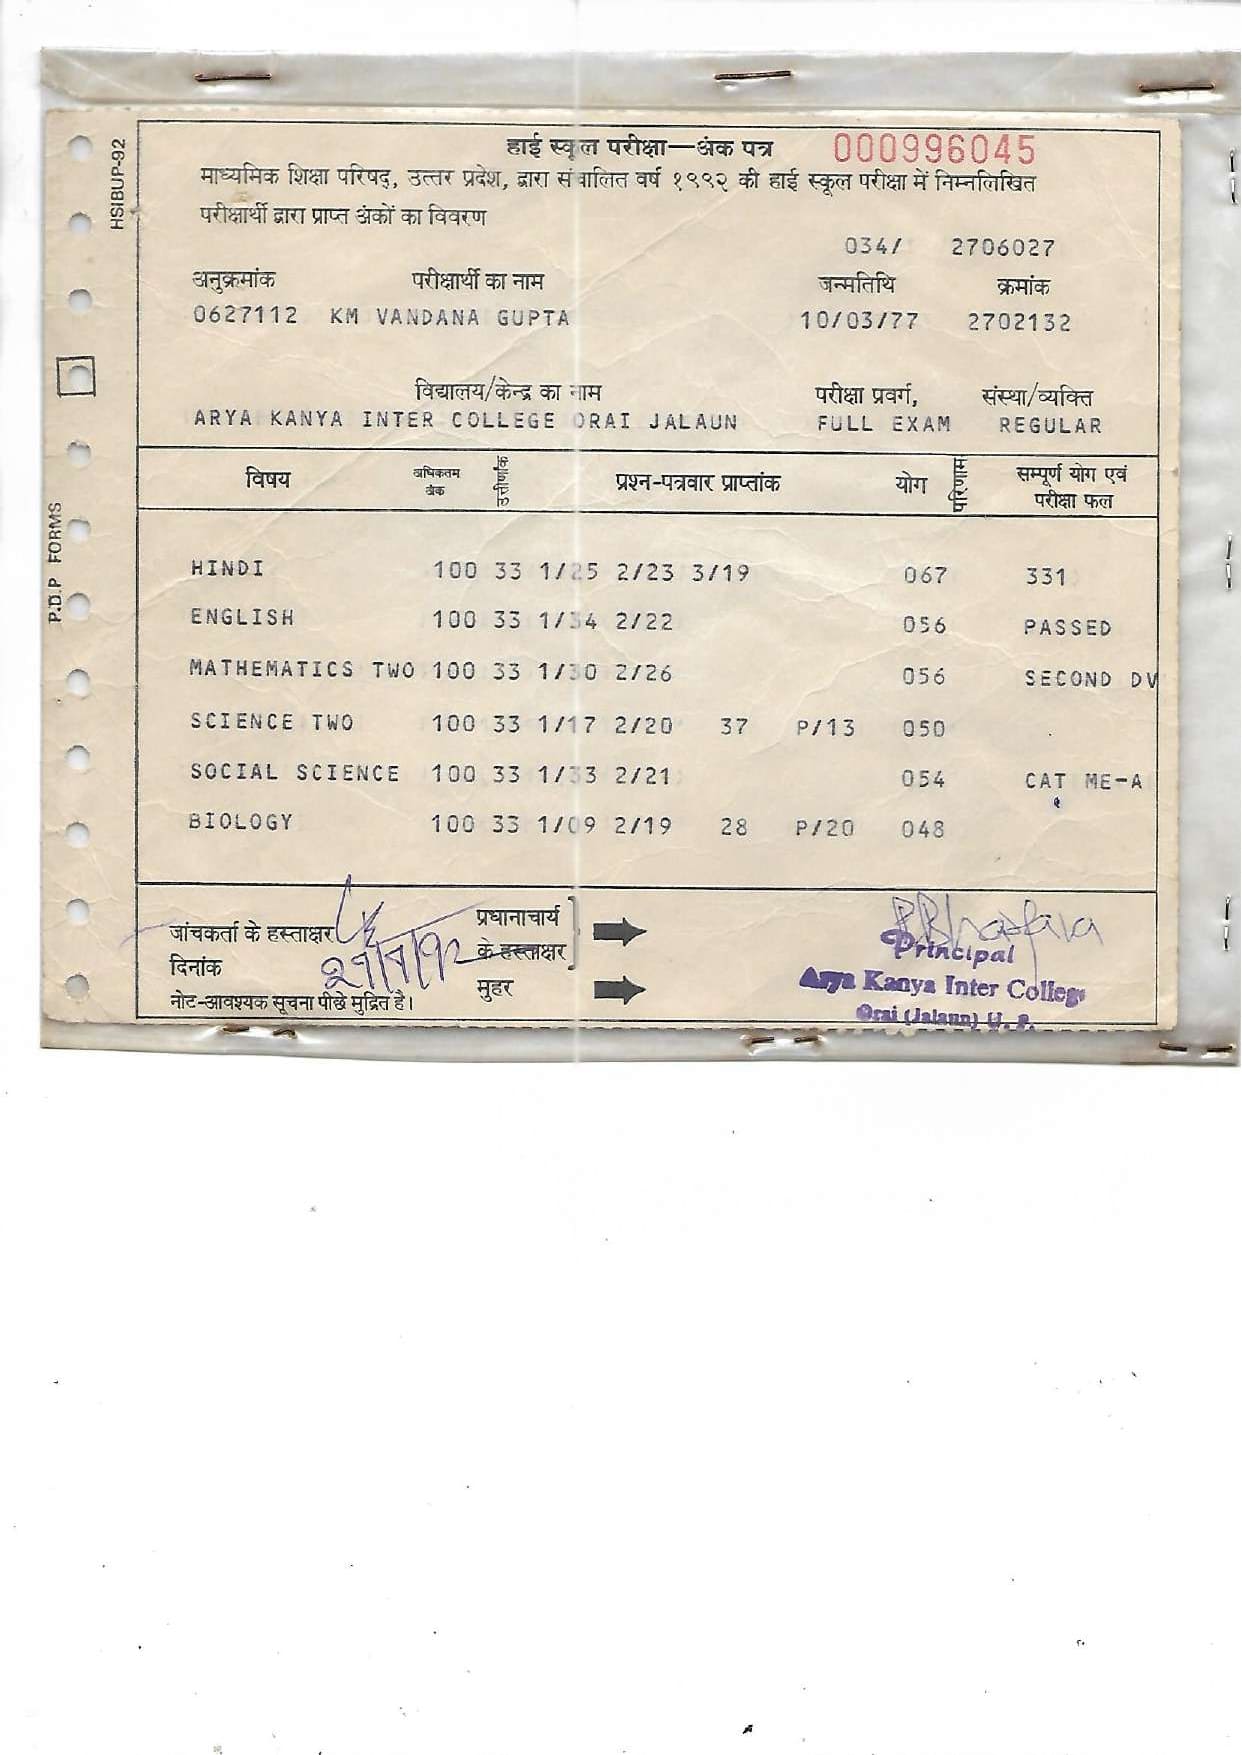 हाई स्कूल परीक्षा—अंक पत्र 000996045
माध्यमिक शिक्षा परिषद्, उत्तर प्रदेश, द्वारा संचालित वर्ष १९९२ की हाई स्कूल परीक्षा में निम्नलिखित
परीक्षार्थी द्वारा प्राप्त अंकों का विवरण
034/ 2706027
अनुक्रमांक परीक्षार्थी का नाम जन्मतिथि क्रमांक
0627112 KM VANDANA GUPTA 10/03/77 2702132
विद्यालय/केन्द्र का नाम परीक्षा प्रवर्ग, संस्था/व्यक्ति
ARYA KANYA INTER COLLEGE ORAI JALAUN FULL EXAM REGULAR
विषय अधिकतम अंक उत्तीर्णांक प्रश्न-पत्रवार प्राप्तांक योग परिणाम सम्पूर्ण योग एवं परीक्षा फल
HINDI 100 33 1/25 2/23 3/19 067 331
ENGLISH 100 33 1/34 2/22 056 PASSED
MATHEMATICS TWO 100 33 1/30 2/26 056 SECOND DV
SCIENCE TWO 100 33 1/17 2/20 37 P/13 050
SOCIAL SCIENCE 100 33 1/33 2/21 054 CAT ME-A
BIOLOGY 100 33 1/09 2/19 28 P/20 048
जांचकर्ता के हस्ताक्षर
दिनांक
नोट-आवश्यक सूचना पीछे मुद्रित है।
प्रधानाचार्य
के हस्ताक्षर
मुहर
Principal
Arya Kanya Inter College
Orai (Jalaun) U. P.
HSIBUP-92
P.D.P FORMS